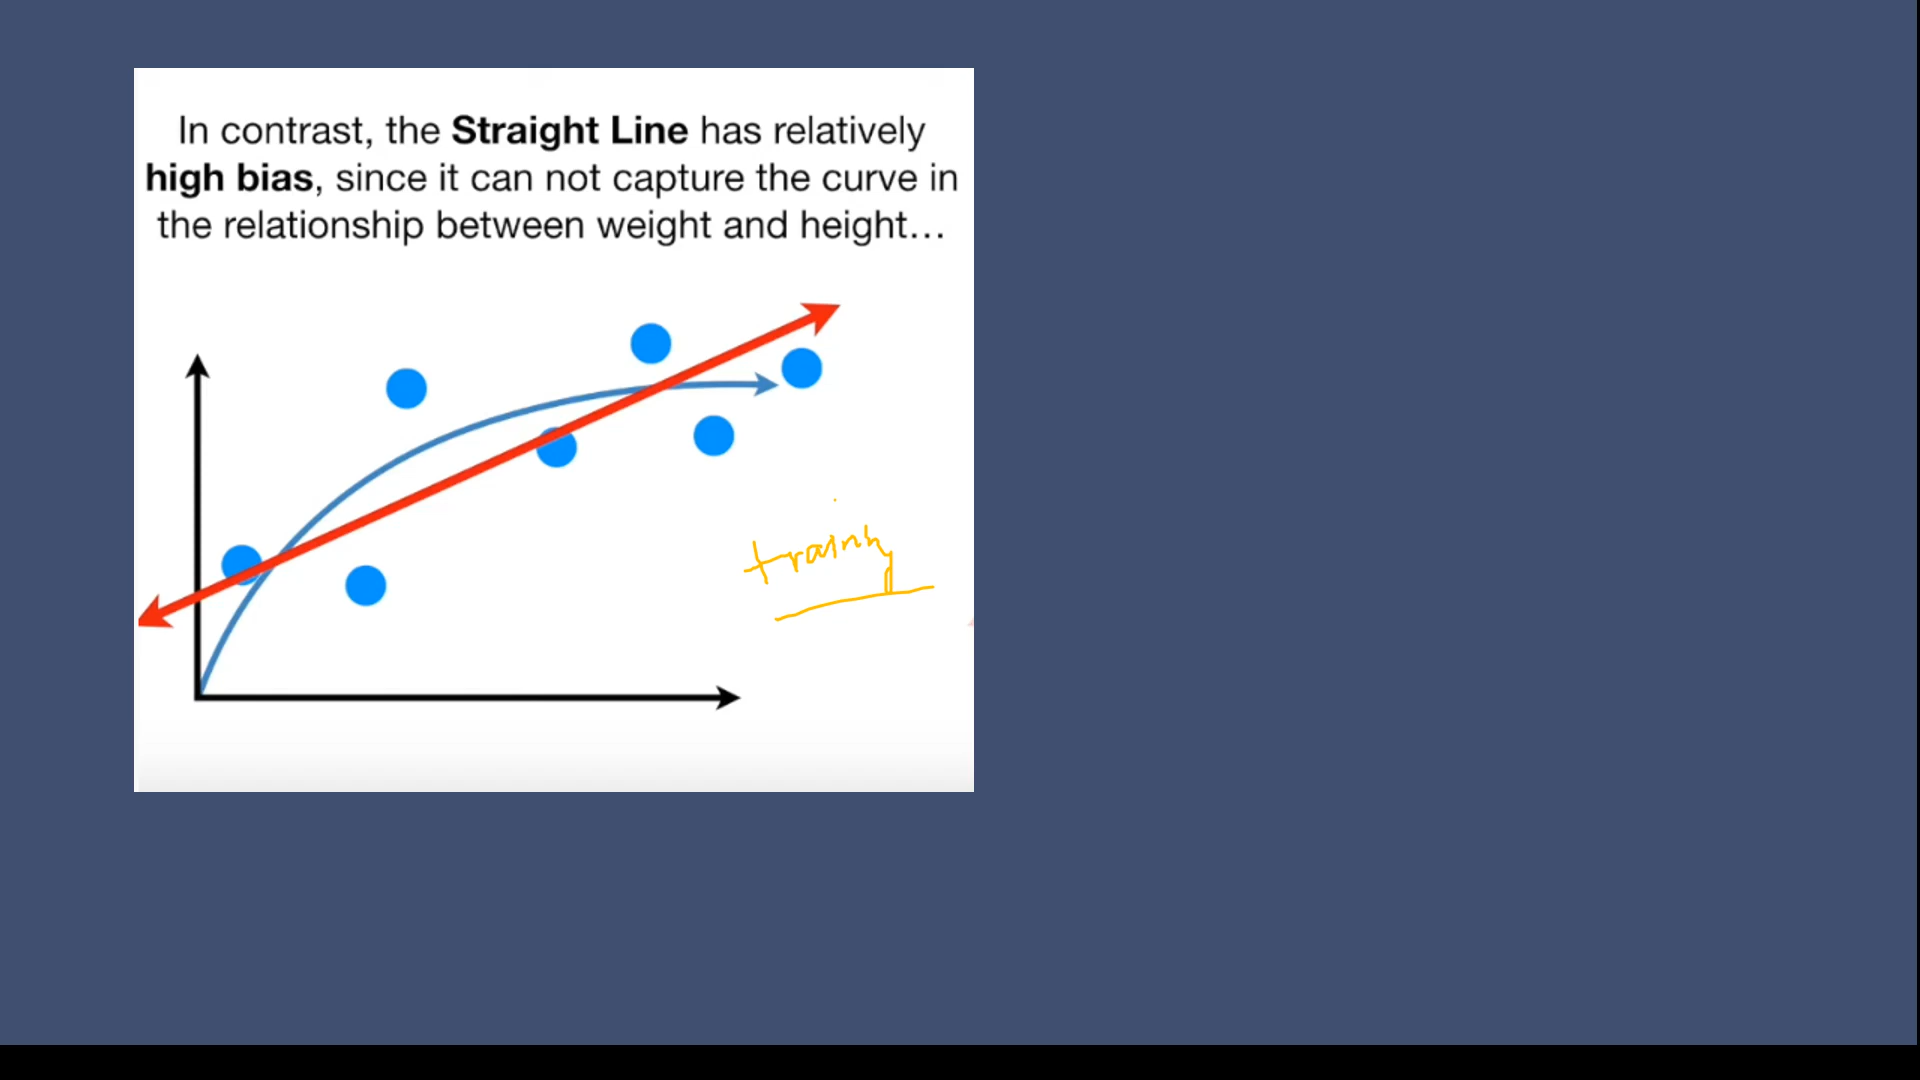 In contrast, the Straight Line has relatively
high bias, since it can not capture the curve in
the relationship between weight and height...
training